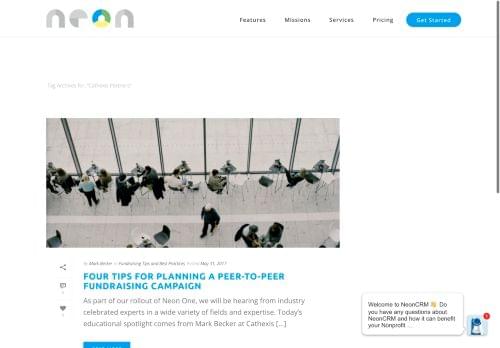 neon
Features Missions Services Pricing Get Started
Tag Archives for: "Cathexis Partners"
by Mark Becker in Fundraising Tips and Best Practices Posted May 11, 2017
FOUR TIPS FOR PLANNING A PEER-TO-PEER
FUNDRAISING CAMPAIGN
As part of our rollout of Neon One, we will be hearing from industry
celebrated experts in a wide variety of fields and expertise. Today's
educational spotlight comes from Mark Becker at Cathexis [...]
Welcome to NeonCRM 👋 Do
you have any questions about
NeonCRM and how it can benefit
your Nonprofit ...
1